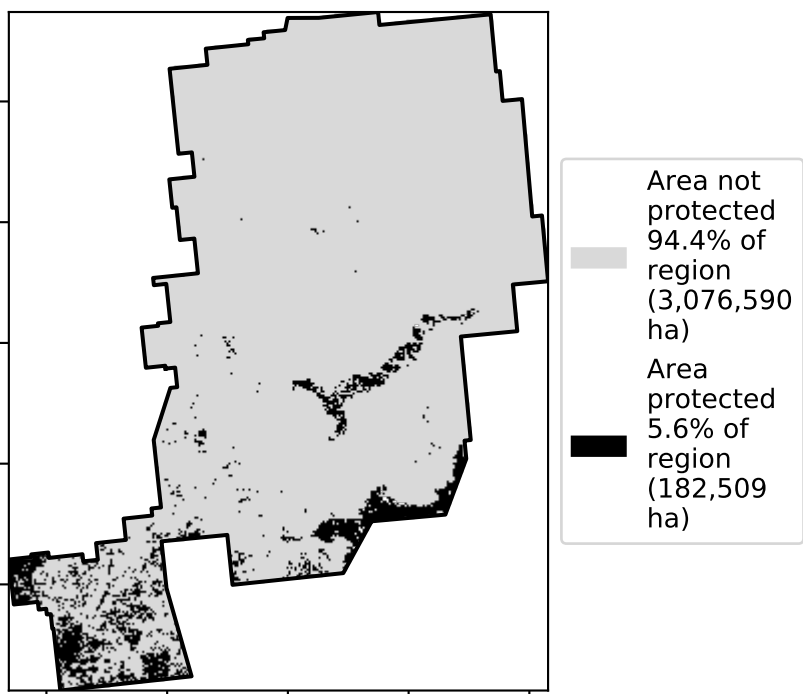 Area not
protected
94.4% of
region
(3,076,590
ha)
Area
protected
5.6% of
region
(182,509
ha)